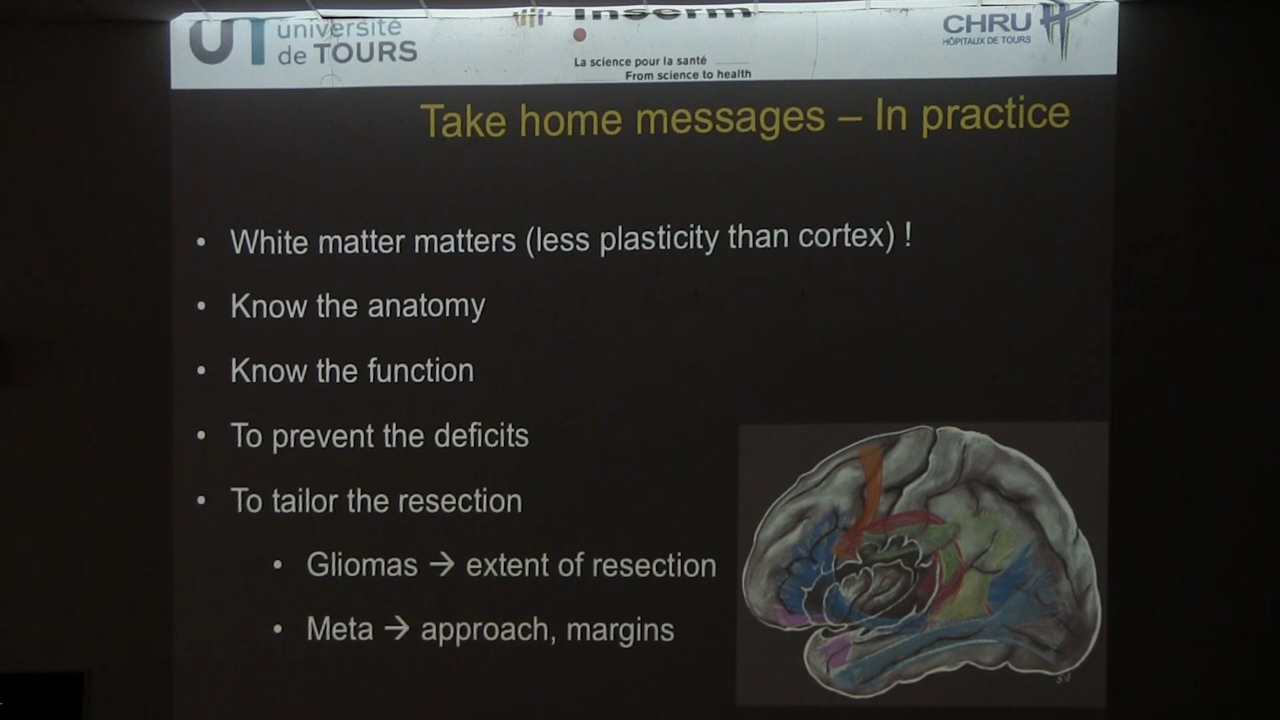 UT université
de TOURS
Inserm
La science pour la santé
From science to health
CHRU
HÔPITAUX DE TOURS
Take home messages – In practice
• White matter matters (less plasticity than cortex) !
• Know the anatomy
• Know the function
• To prevent the deficits
• To tailor the resection
• Gliomas → extent of resection
• Meta → approach, margins